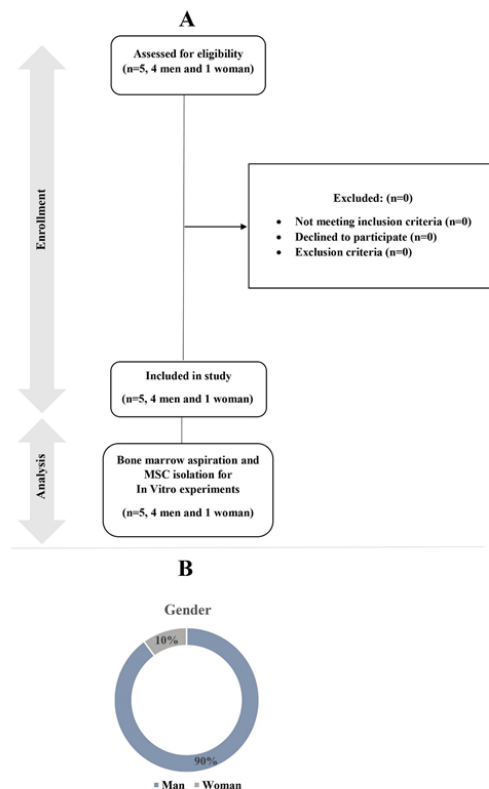 A
Assessed for eligibility
(n=5, 4 men and 1 woman)
Enrollment
Excluded: (n=0)
• Not meeting inclusion criteria (n=0)
• Declined to participate (n=0)
• Exclusion criteria (n=0)
Included in study
(n=5, 4 men and 1 woman)
Analysis
Bone marrow aspiration and
MSC isolation for
In Vitro experiments
(n=5, 4 men and 1 woman)
B
Gender
10%
90%
Man Woman